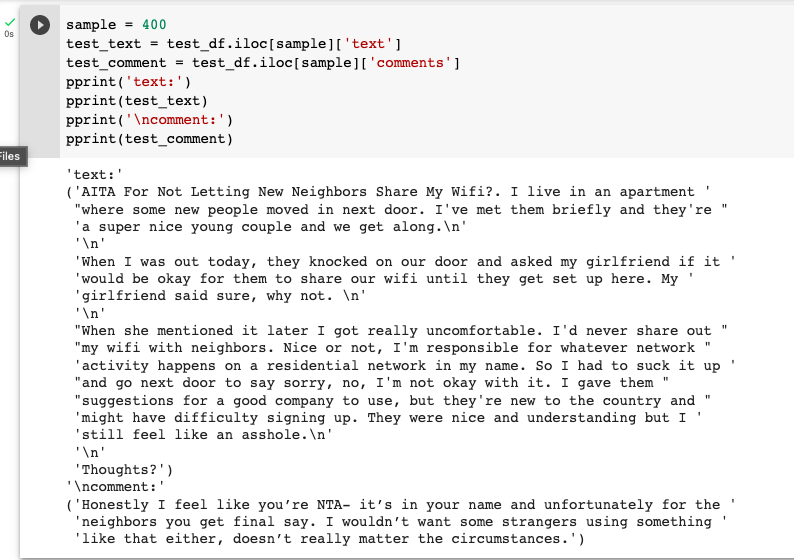 0s
sample = 400
test_text = test_df.iloc[sample]['text']
test_comment = test_df.iloc[sample]['comments']
pprint('text:')
pprint(test_text)
pprint('\ncomment:')
pprint(test_comment)
Files
'text:'
('AITA For Not Letting New Neighbors Share My Wifi?. I live in an apartment '
"where some new people moved in next door. I've met them briefly and they're "
'a super nice young couple and we get along.\n'
'\n'
'When I was out today, they knocked on our door and asked my girlfriend if it '
'would be okay for them to share our wifi until they get set up here. My '
'girlfriend said sure, why not. \n'
'\n'
"When she mentioned it later I got really uncomfortable. I'd never share out "
"my wifi with neighbors. Nice or not, I'm responsible for whatever network "
'activity happens on a residential network in my name. So I had to suck it up '
"and go next door to say sorry, no, I'm not okay with it. I gave them "
"suggestions for a good company to use, but they're new to the country and "
'might have difficulty signing up. They were nice and understanding but I '
'still feel like an asshole.\n'
'\n'
'Thoughts?')
'\ncomment:'
('Honestly I feel like you’re NTA– it’s in your name and unfortunately for the '
'neighbors you get final say. I wouldn’t want some strangers using something '
'like that either, doesn’t really matter the circumstances.')